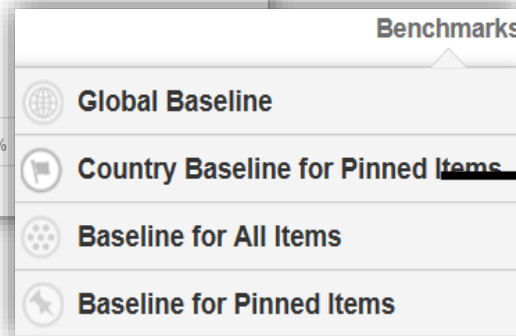 Benchmarks
Global Baseline
%
Country Baseline for Pinned Items
Baseline for All Items
Baseline for Pinned Items